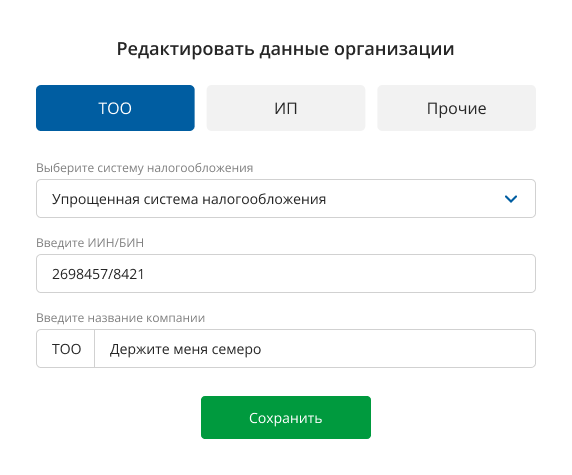 Редактировать данные организации
ТОО ИП Прочие
Выберите систему налогообложения
Упрощенная система налогообложения
Введите ИИН/БИН
2698457/8421
Введите название компании
ТОО Держите меня семеро
Сохранить